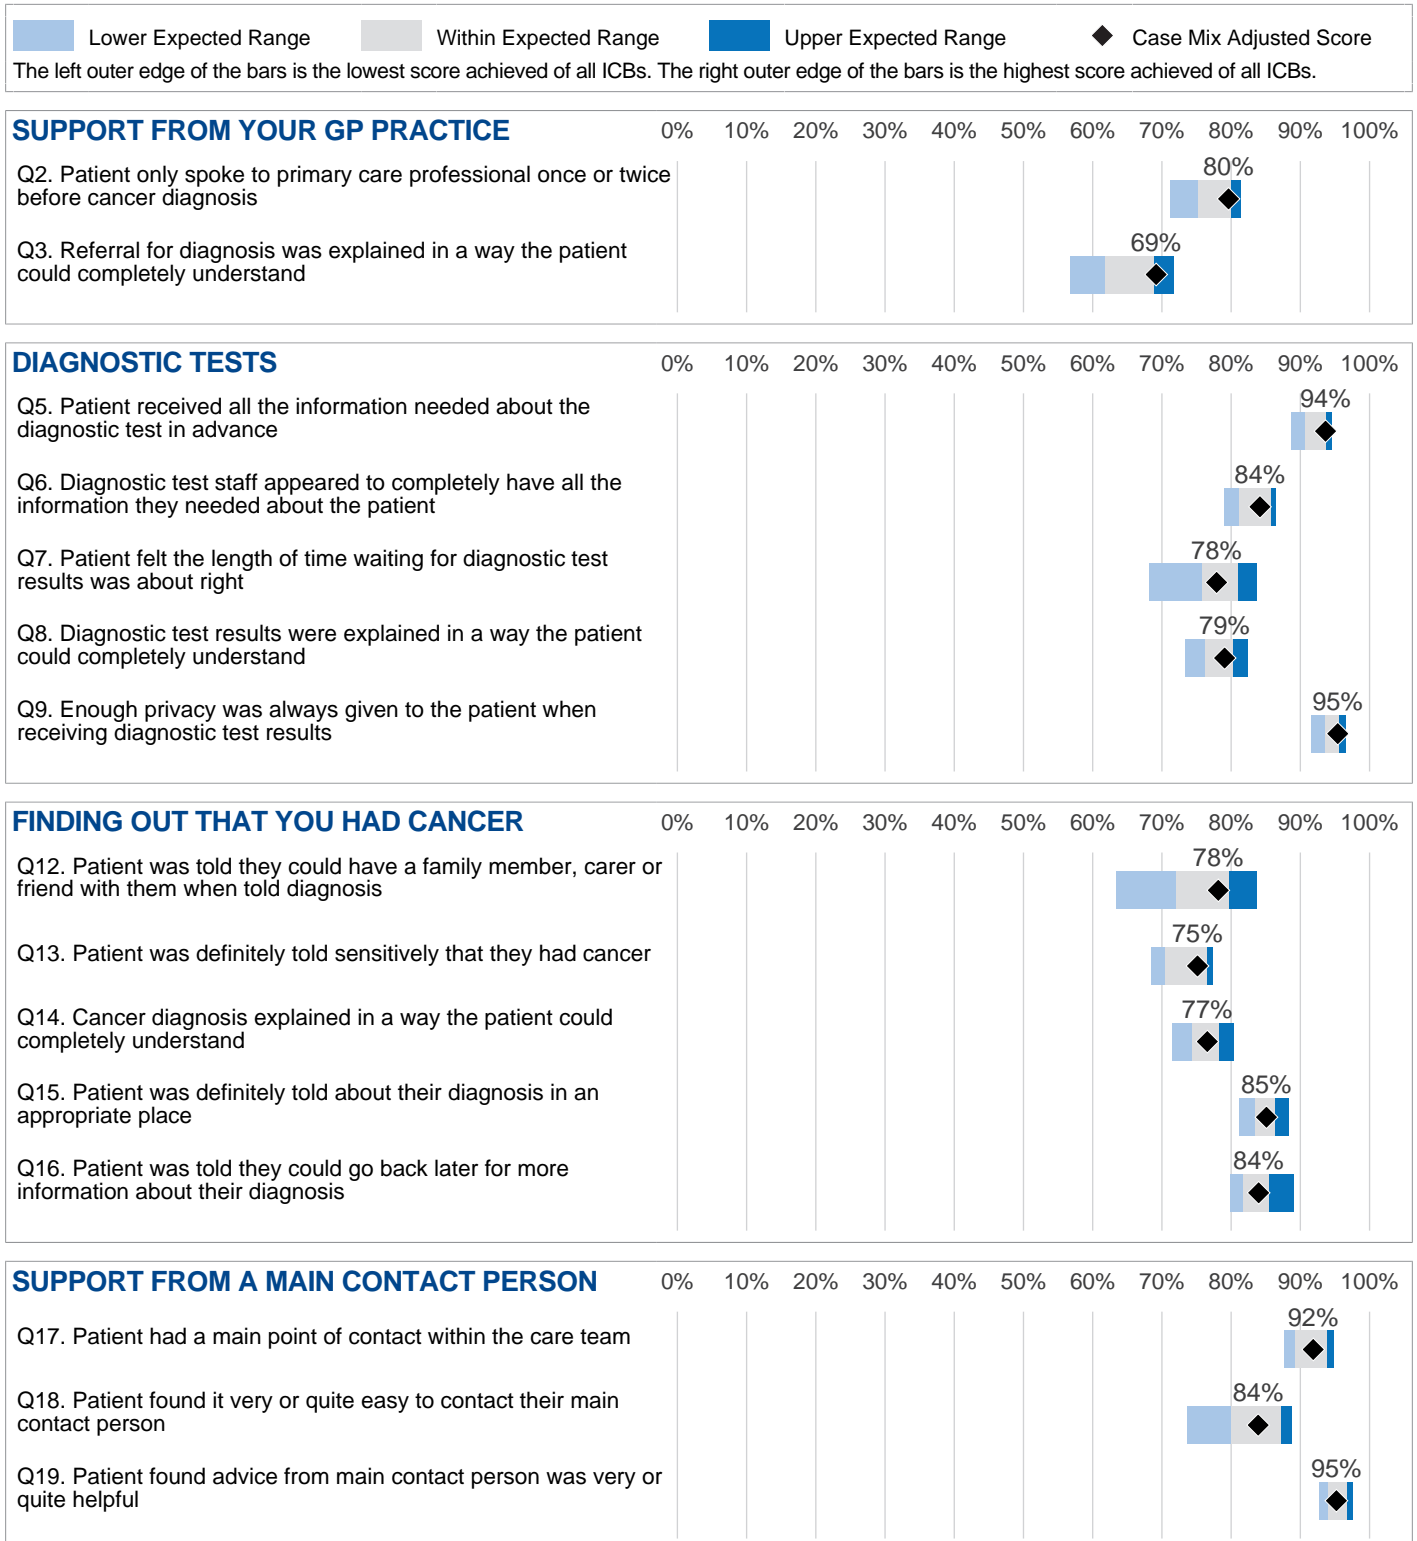 Lower Expected Range Within Expected Range Upper Expected Range Case Mix Adjusted Score
The left outer edge of the bars is the lowest score achieved of all ICBs. The right outer edge of the bars is the highest score achieved of all ICBs.
SUPPORT FROM YOUR GP PRACTICE 0% 10% 20% 30% 40% 50% 60% 70% 80% 90% 100%
Q2. Patient only spoke to primary care professional once or twice
before cancer diagnosis
80%
Q3. Referral for diagnosis was explained in a way the patient
could completely understand
69%
DIAGNOSTIC TESTS 0% 10% 20% 30% 40% 50% 60% 70% 80% 90% 100%
Q5. Patient received all the information needed about the
diagnostic test in advance
94%
Q6. Diagnostic test staff appeared to completely have all the
information they needed about the patient
84%
Q7. Patient felt the length of time waiting for diagnostic test
results was about right
78%
Q8. Diagnostic test results were explained in a way the patient
could completely understand
79%
Q9. Enough privacy was always given to the patient when
receiving diagnostic test results
95%
FINDING OUT THAT YOU HAD CANCER 0% 10% 20% 30% 40% 50% 60% 70% 80% 90% 100%
Q12. Patient was told they could have a family member, carer or
friend with them when told diagnosis
78%
Q13. Patient was definitely told sensitively that they had cancer
75%
Q14. Cancer diagnosis explained in a way the patient could
completely understand
77%
Q15. Patient was definitely told about their diagnosis in an
appropriate place
85%
Q16. Patient was told they could go back later for more
information about their diagnosis
84%
SUPPORT FROM A MAIN CONTACT PERSON 0% 10% 20% 30% 40% 50% 60% 70% 80% 90% 100%
Q17. Patient had a main point of contact within the care team
92%
Q18. Patient found it very or quite easy to contact their main
contact person
84%
Q19. Patient found advice from main contact person was very or
quite helpful
95%